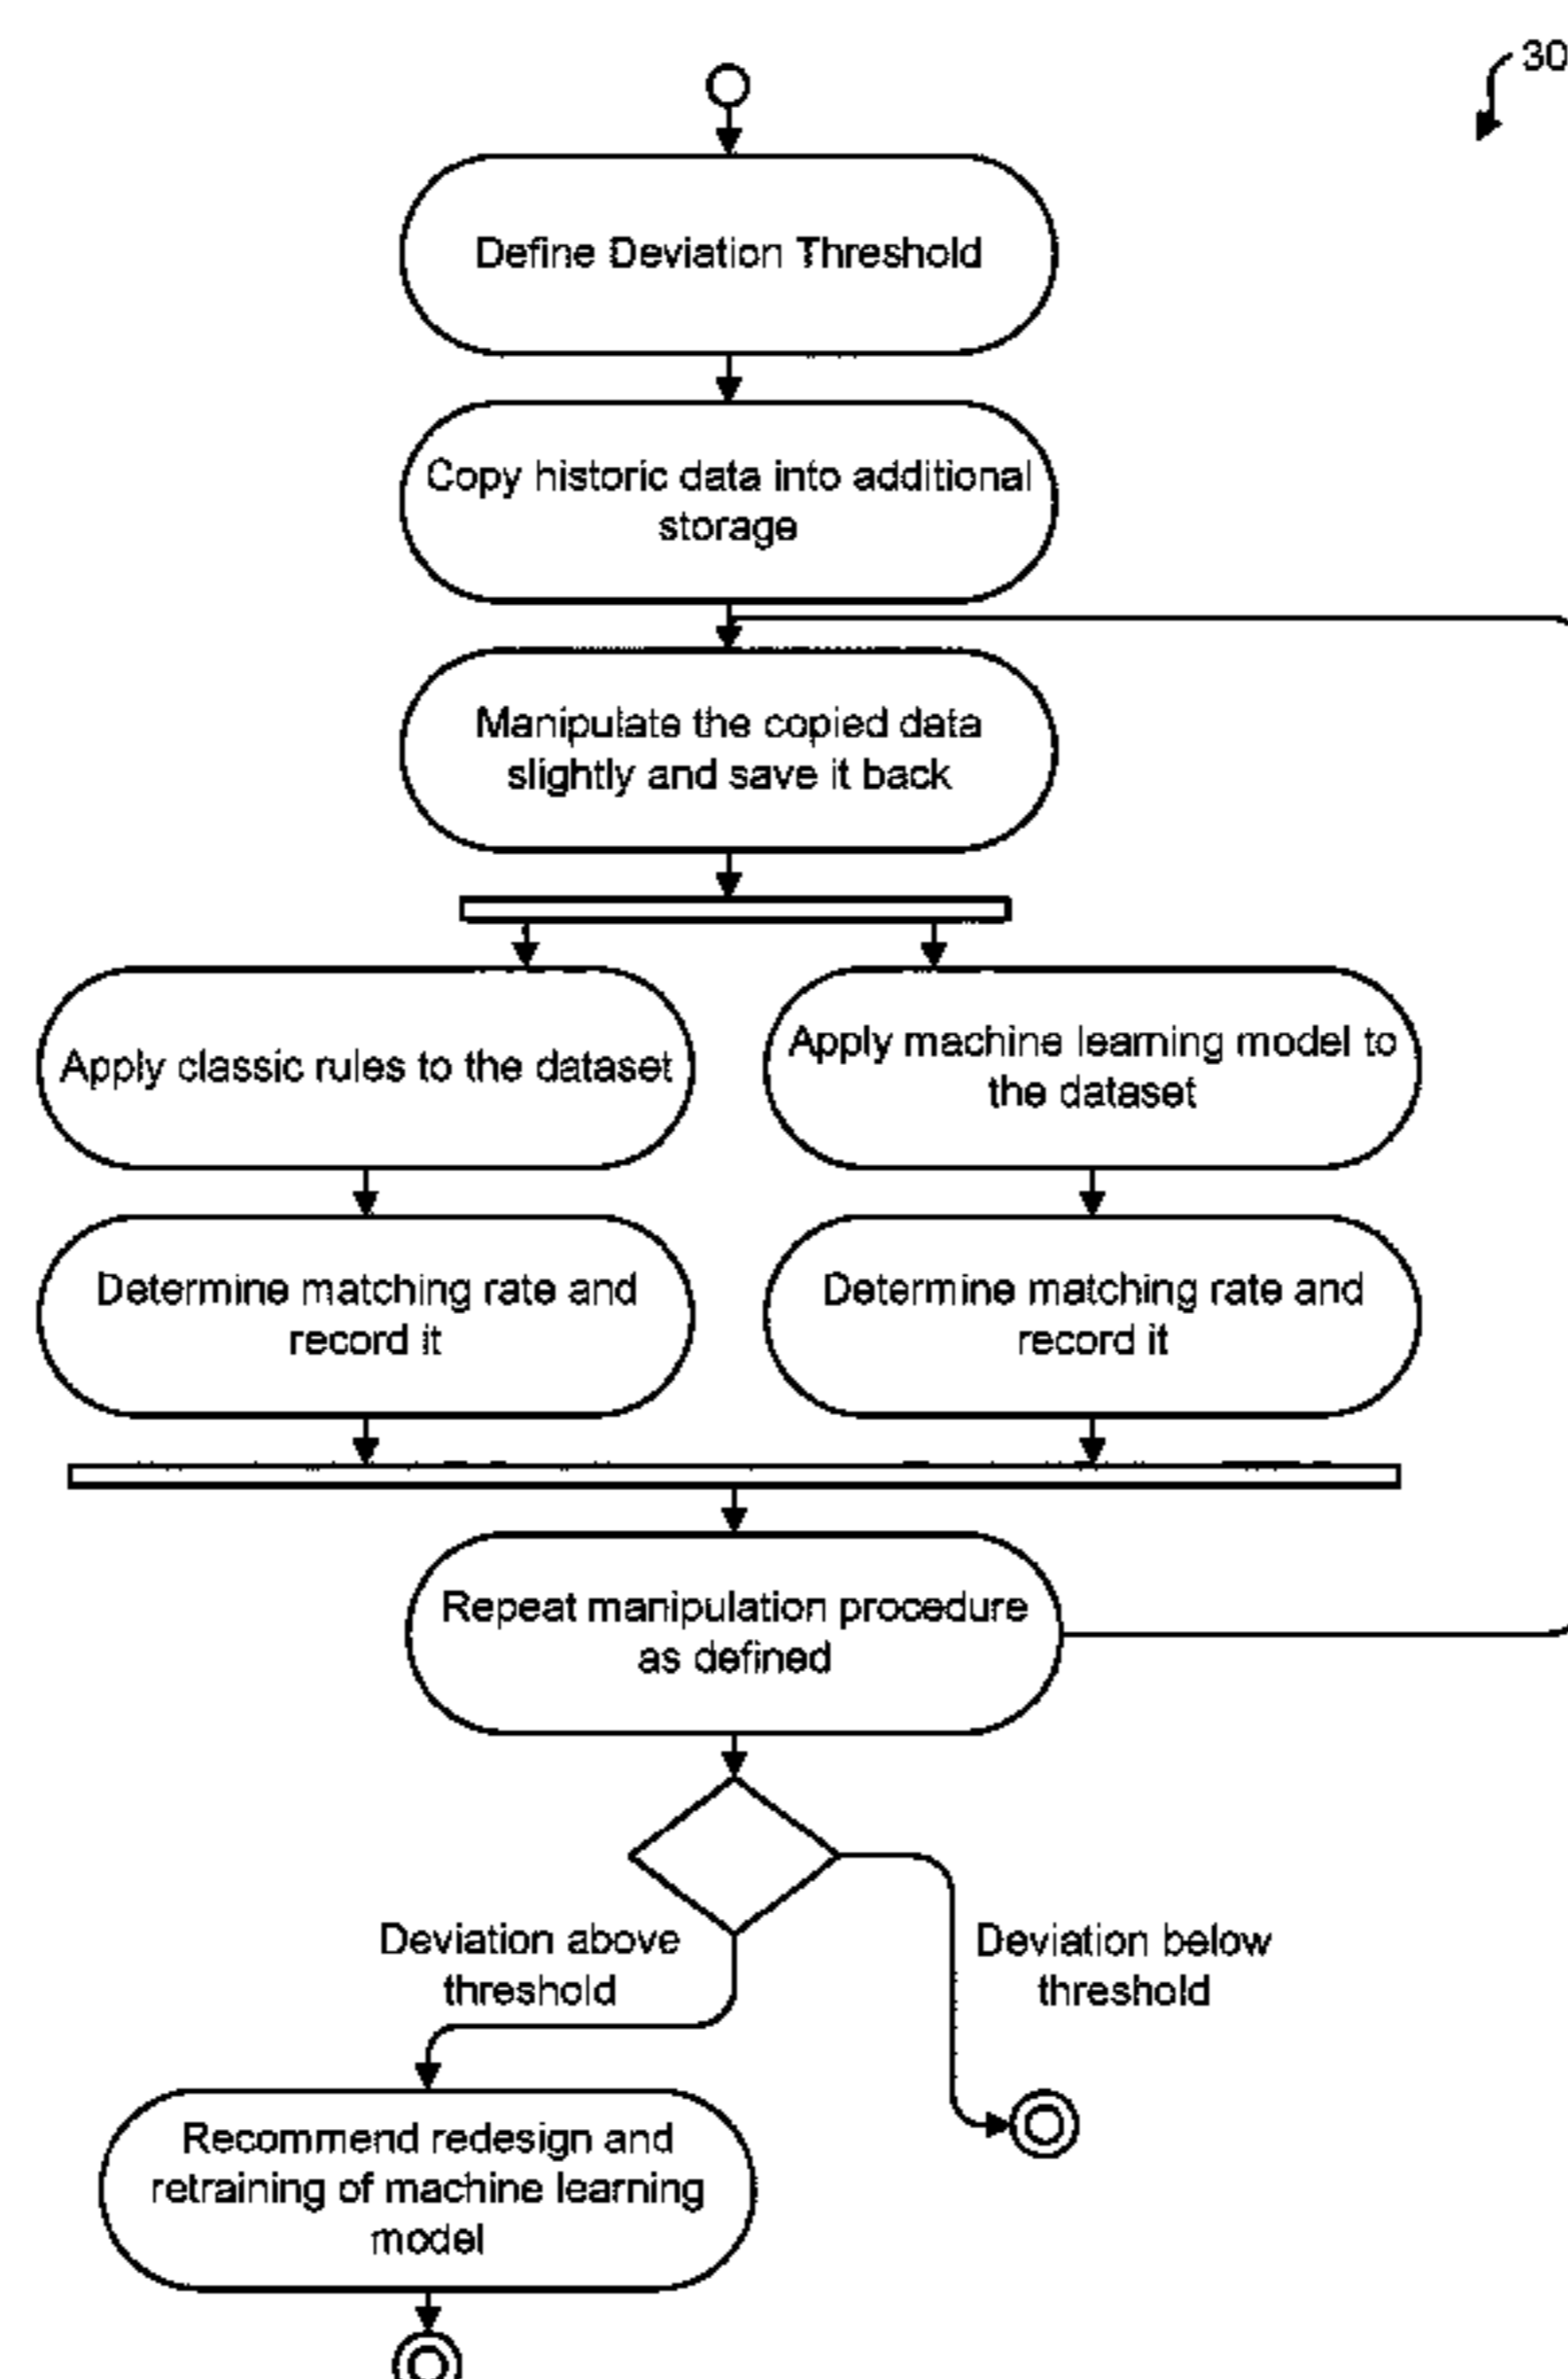 30
Define Deviation Threshold
Copy historic data into additional
storage
Manipulate the copied data
slightly and save it back
Apply classic rules to the dataset
Apply machine learning model to
the dataset
Determine matching rate and
record it
Determine matching rate and
record it
Repeat manipulation procedure
as defined
Deviation above
threshold
Deviation below
threshold
Recommend redesign and
retraining of machine learning
model